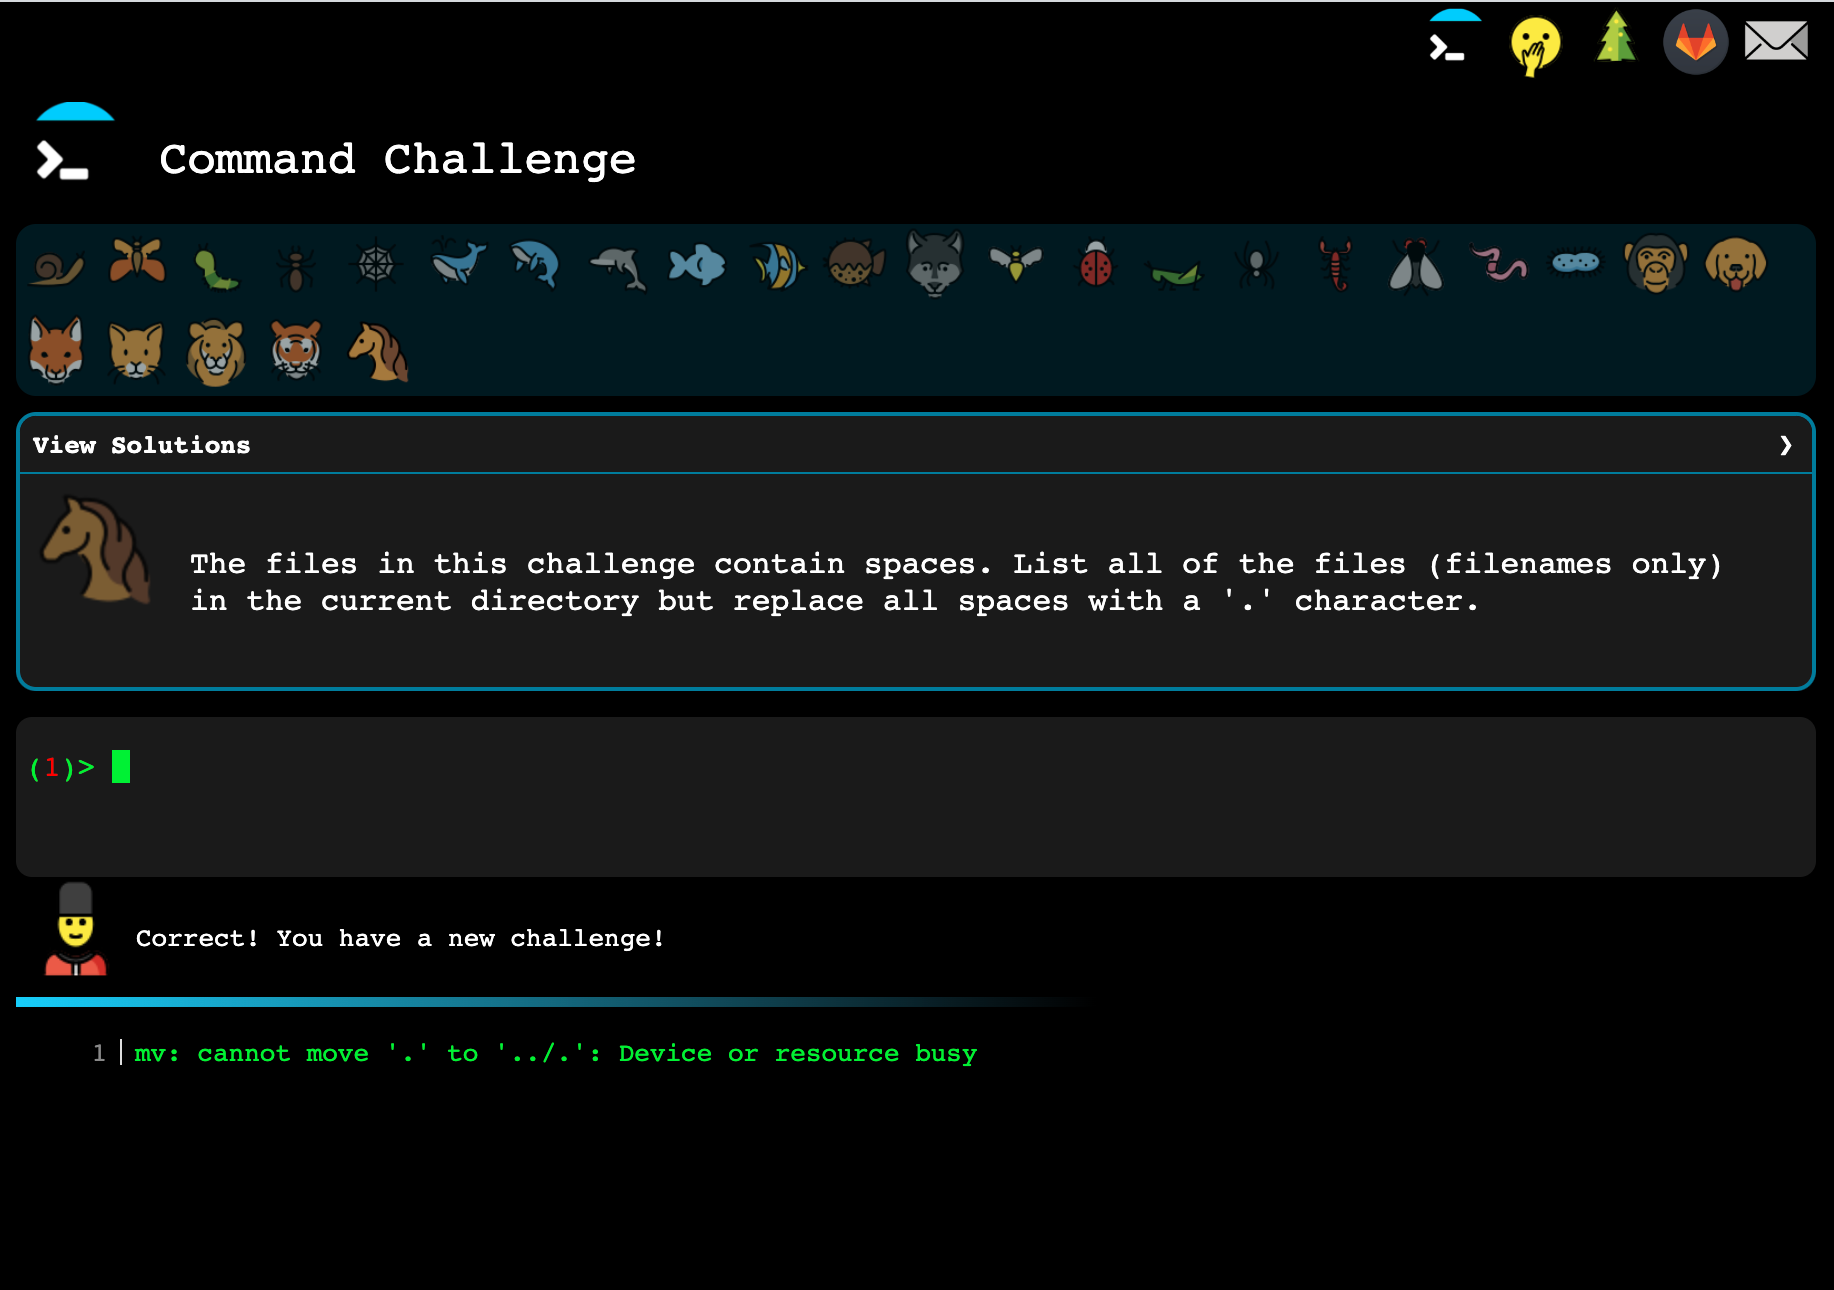 Command Challenge
View Solutions ❯
The files in this challenge contain spaces. List all of the files (filenames only)
in the current directory but replace all spaces with a '.' character.
(1)>
Correct! You have a new challenge!
1 mv: cannot move '.' to '../.': Device or resource busy